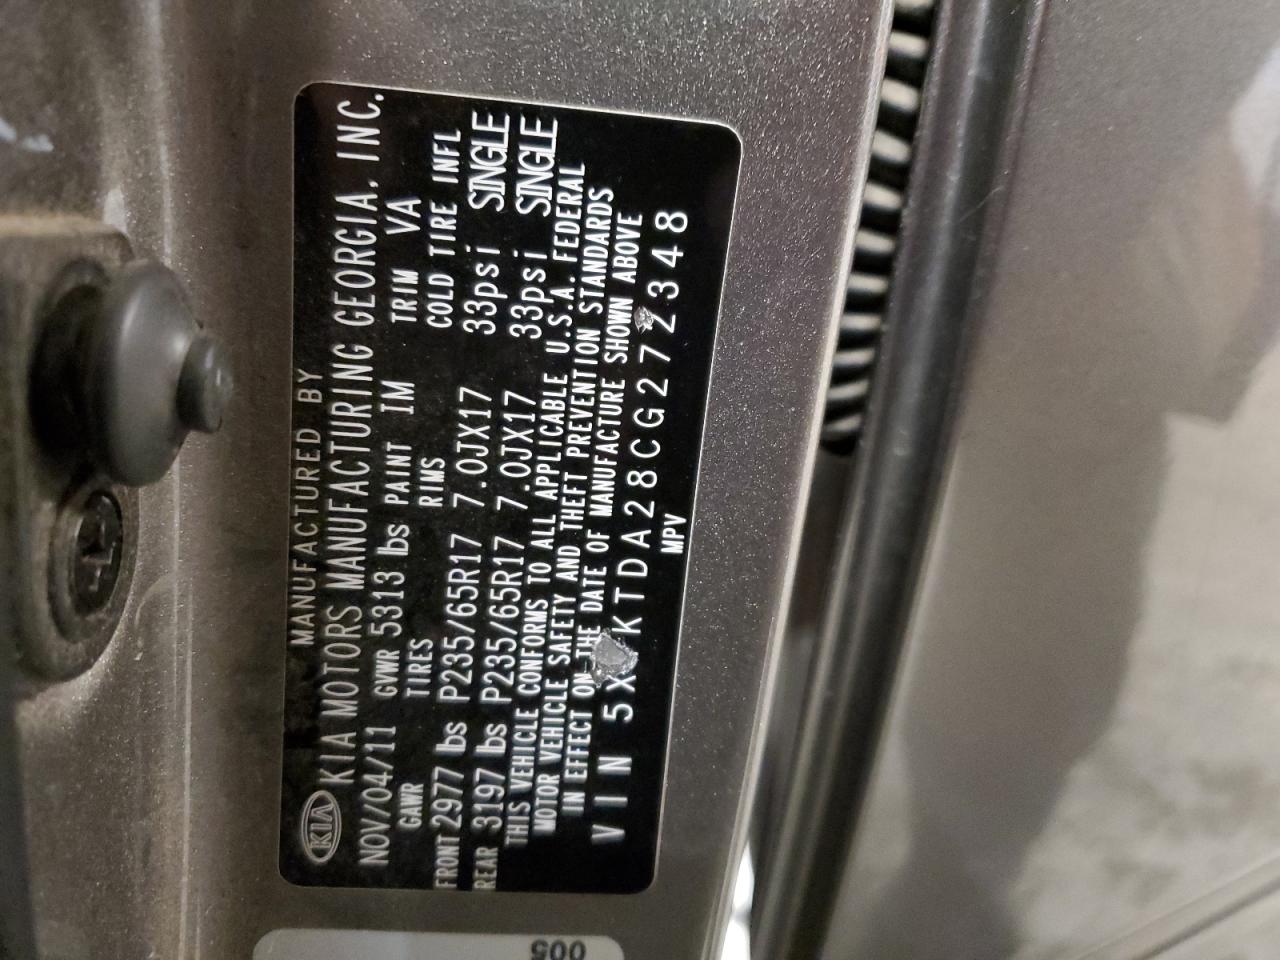 MANUFACTURED BY
KIA KIA MOTORS MANUFACTURING GEORGIA, INC.
NOV/04/11 GVWR 5313 lbs PAINT IM TRIM VA
GAWR TIRES RIMS COLD TIRE INFL
FRONT 2977 lbs P235/65R17 7.0JX17 33psi SINGLE
REAR 3197 lbs P235/65R17 7.0JX17 33psi SINGLE
THIS VEHICLE CONFORMS TO ALL APPLICABLE U.S.A. FEDERAL
MOTOR VEHICLE SAFETY AND THEFT PREVENTION STANDARDS
IN EFFECT ON THE DATE OF MANUFACTURE SHOWN ABOVE
VIN 5X KTDA28CG272348
MPV
005